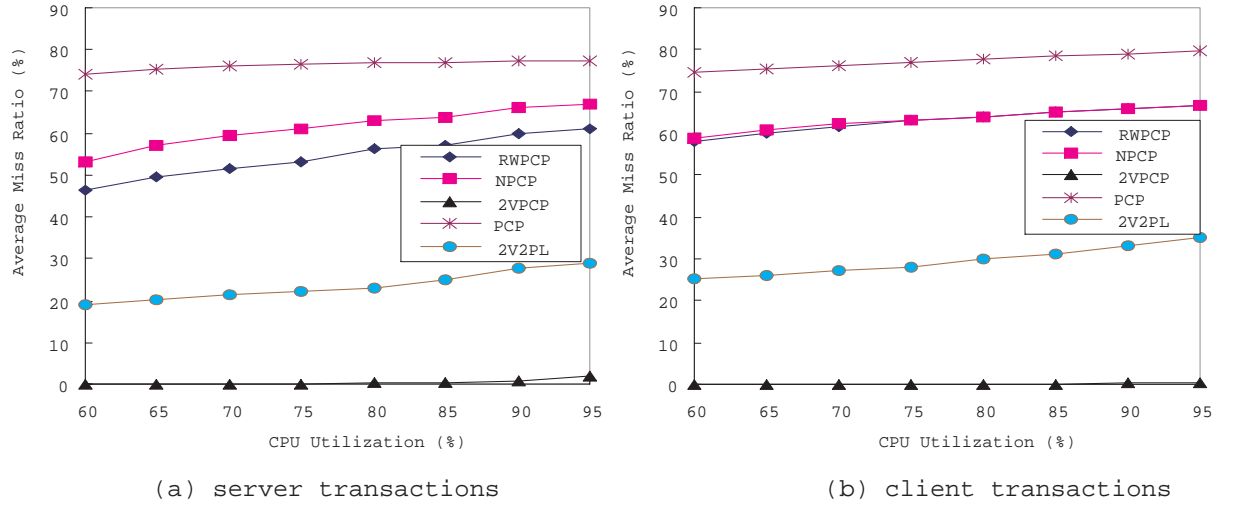 Average Miss Ratio (%)
90
80
70
60
50
40
30
20
10
0
RWPCP
NPCP
2VPCP
PCP
2V2PL
60 65 70 75 80 85 90 95
CPU Utilization (%)
(a) server transactions
Average Miss Ratio (%)
90
80
70
60
50
40
30
20
10
0
RWPCP
NPCP
2VPCP
PCP
2V2PL
60 65 70 75 80 85 90 95
CPU Utilization (%)
(b) client transactions